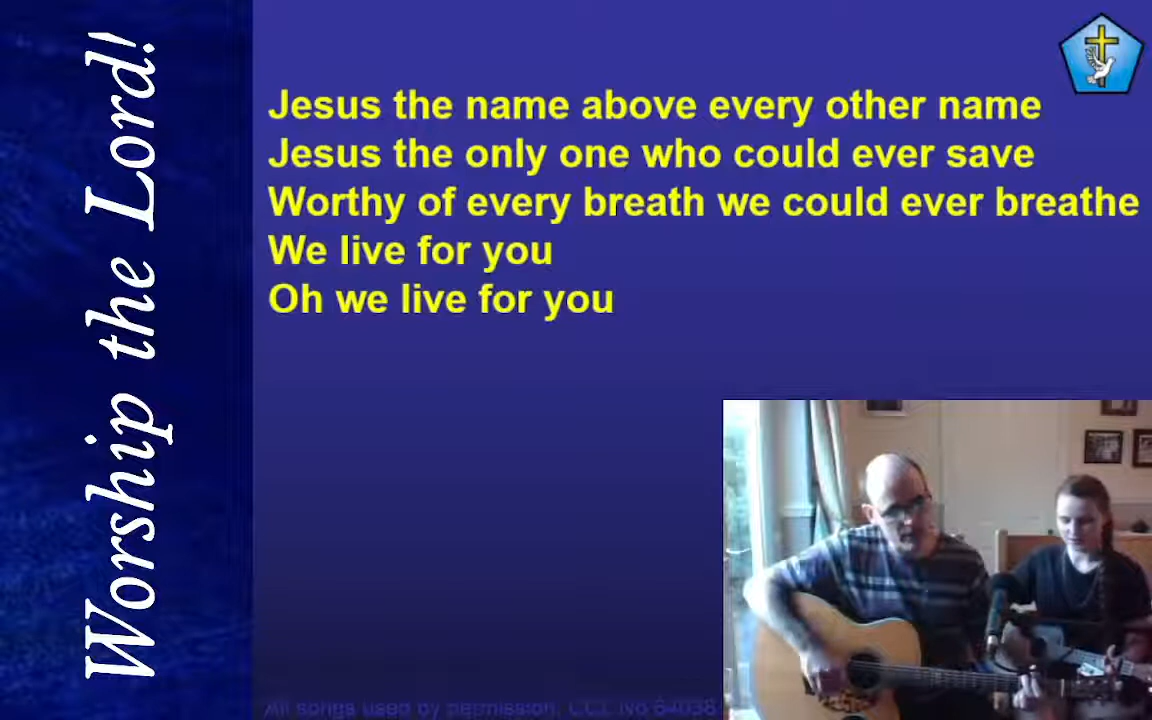 Worship the Lord!
Jesus the name above every other name
Jesus the only one who could ever save
Worthy of every breath we could ever breathe
We live for you
Oh we live for you
All songs used by permission. CCL No